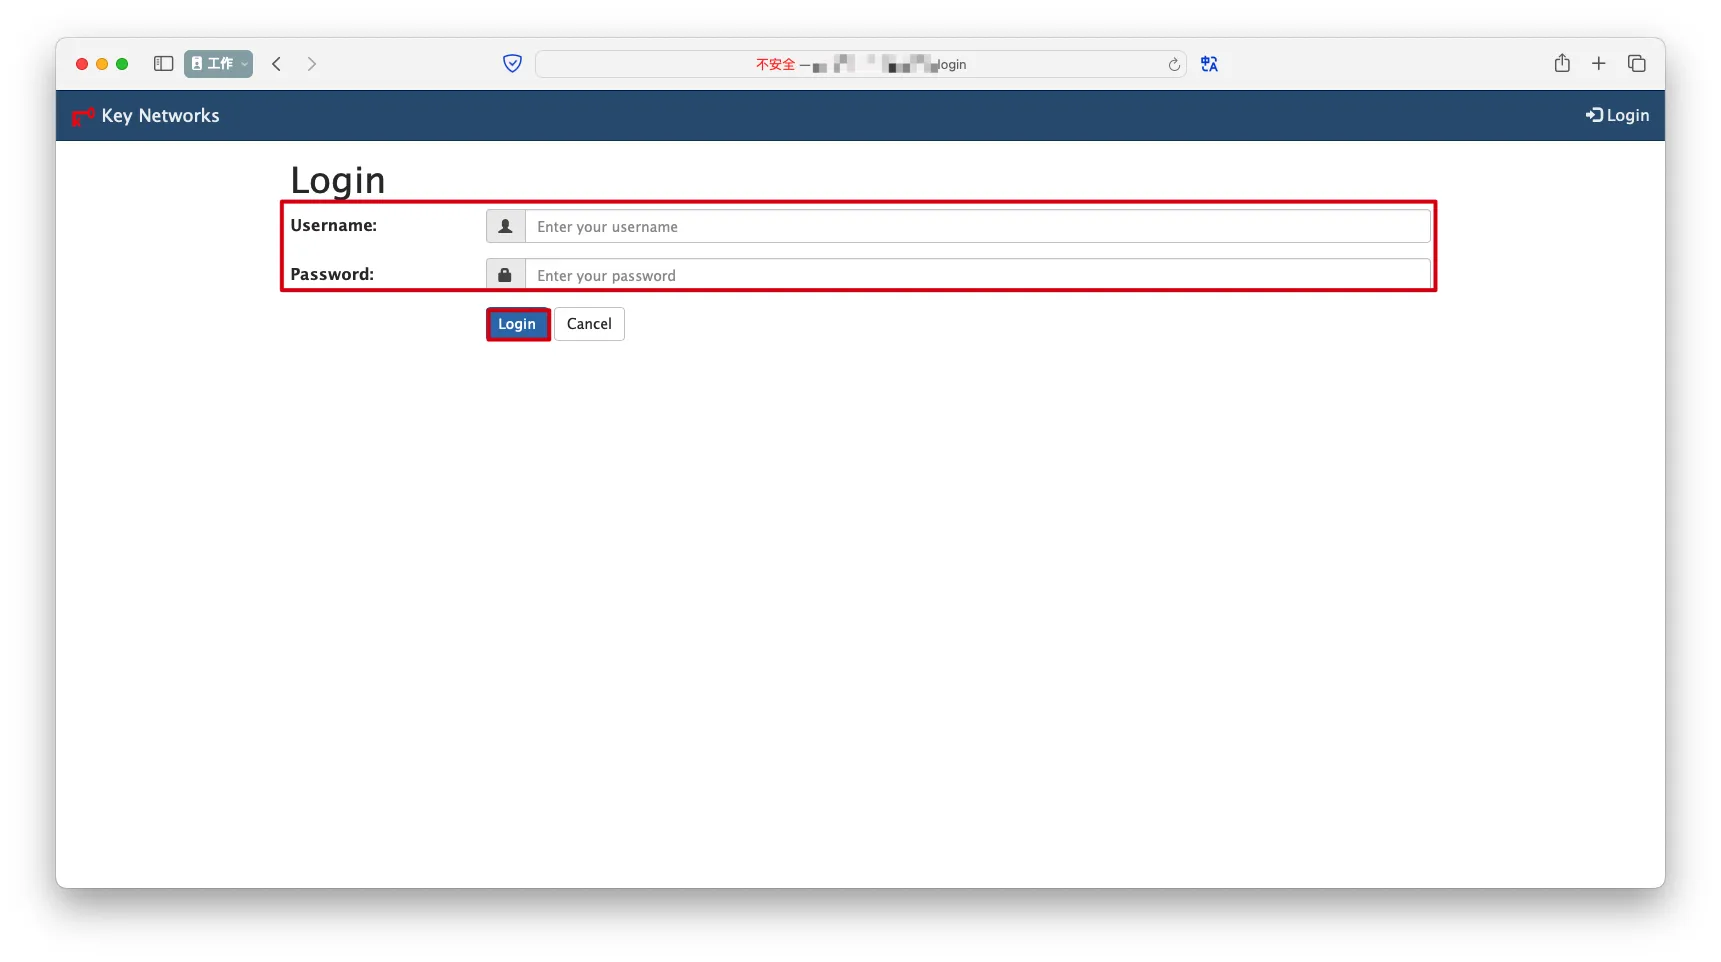 工作
不安全 — login
Key Networks
Login
Login
Username:
Enter your username
Password:
Enter your password
Login
Cancel